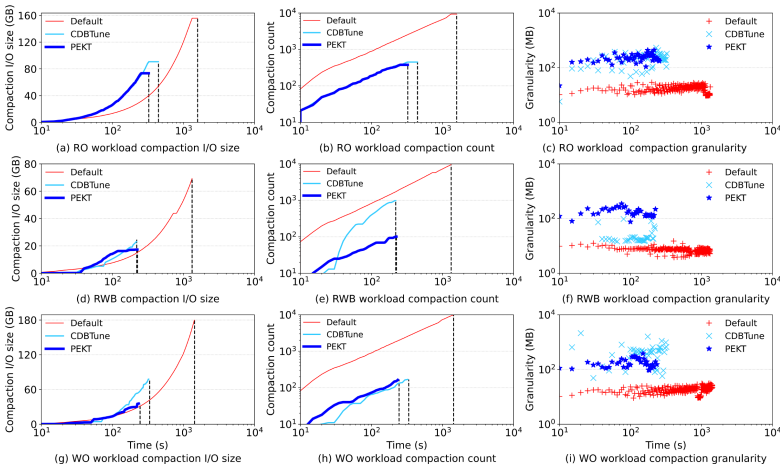 Compaction I/O size (GB)
160
120
80
40
0
Default
CDBTune
PEKT
10^1
10^2
10^3
10^4
(a) RO workload compaction I/O size
Compaction count
10^4
10^3
10^2
10^1
Default
CDBTune
PEKT
10^1
10^2
10^3
10^4
(b) RO workload compaction count
Granularity (MB)
10^4
10^2
10^0
Default
CDBTune
PEKT
10^1
10^2
10^3
10^4
(c) RO workload compaction granularity
Compaction I/O size (GB)
80
60
40
20
0
Default
CDBTune
PEKT
10^1
10^2
10^3
10^4
(d) RWB compaction I/O size
Compaction count
10^4
10^3
10^2
10^1
Default
CDBTune
PEKT
10^1
10^2
10^3
10^4
(e) RWB workload compaction count
Granularity (MB)
10^4
10^2
10^0
Default
CDBTune
PEKT
10^1
10^2
10^3
10^4
(f) RWB workload compaction granularity
Compaction I/O size (GB)
180
120
60
0
Default
CDBTune
PEKT
10^1
10^2
10^3
10^4
Time (s)
(g) WO workload compaction I/O size
Compaction count
10^4
10^3
10^2
10^1
Default
CDBTune
PEKT
10^1
10^2
10^3
10^4
Time (s)
(h) WO workload compaction count
Granularity (MB)
10^4
10^2
10^0
Default
CDBTune
PEKT
10^1
10^2
10^3
10^4
Time (s)
(i) WO workload compaction granularity